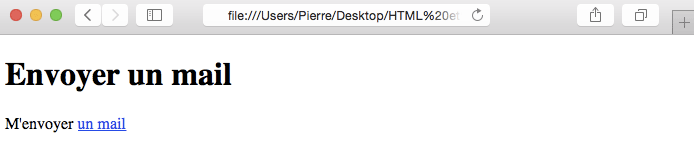 file:///Users/Pierre/Desktop/HTML%20et
Envoyer un mail
M'envoyer un mail